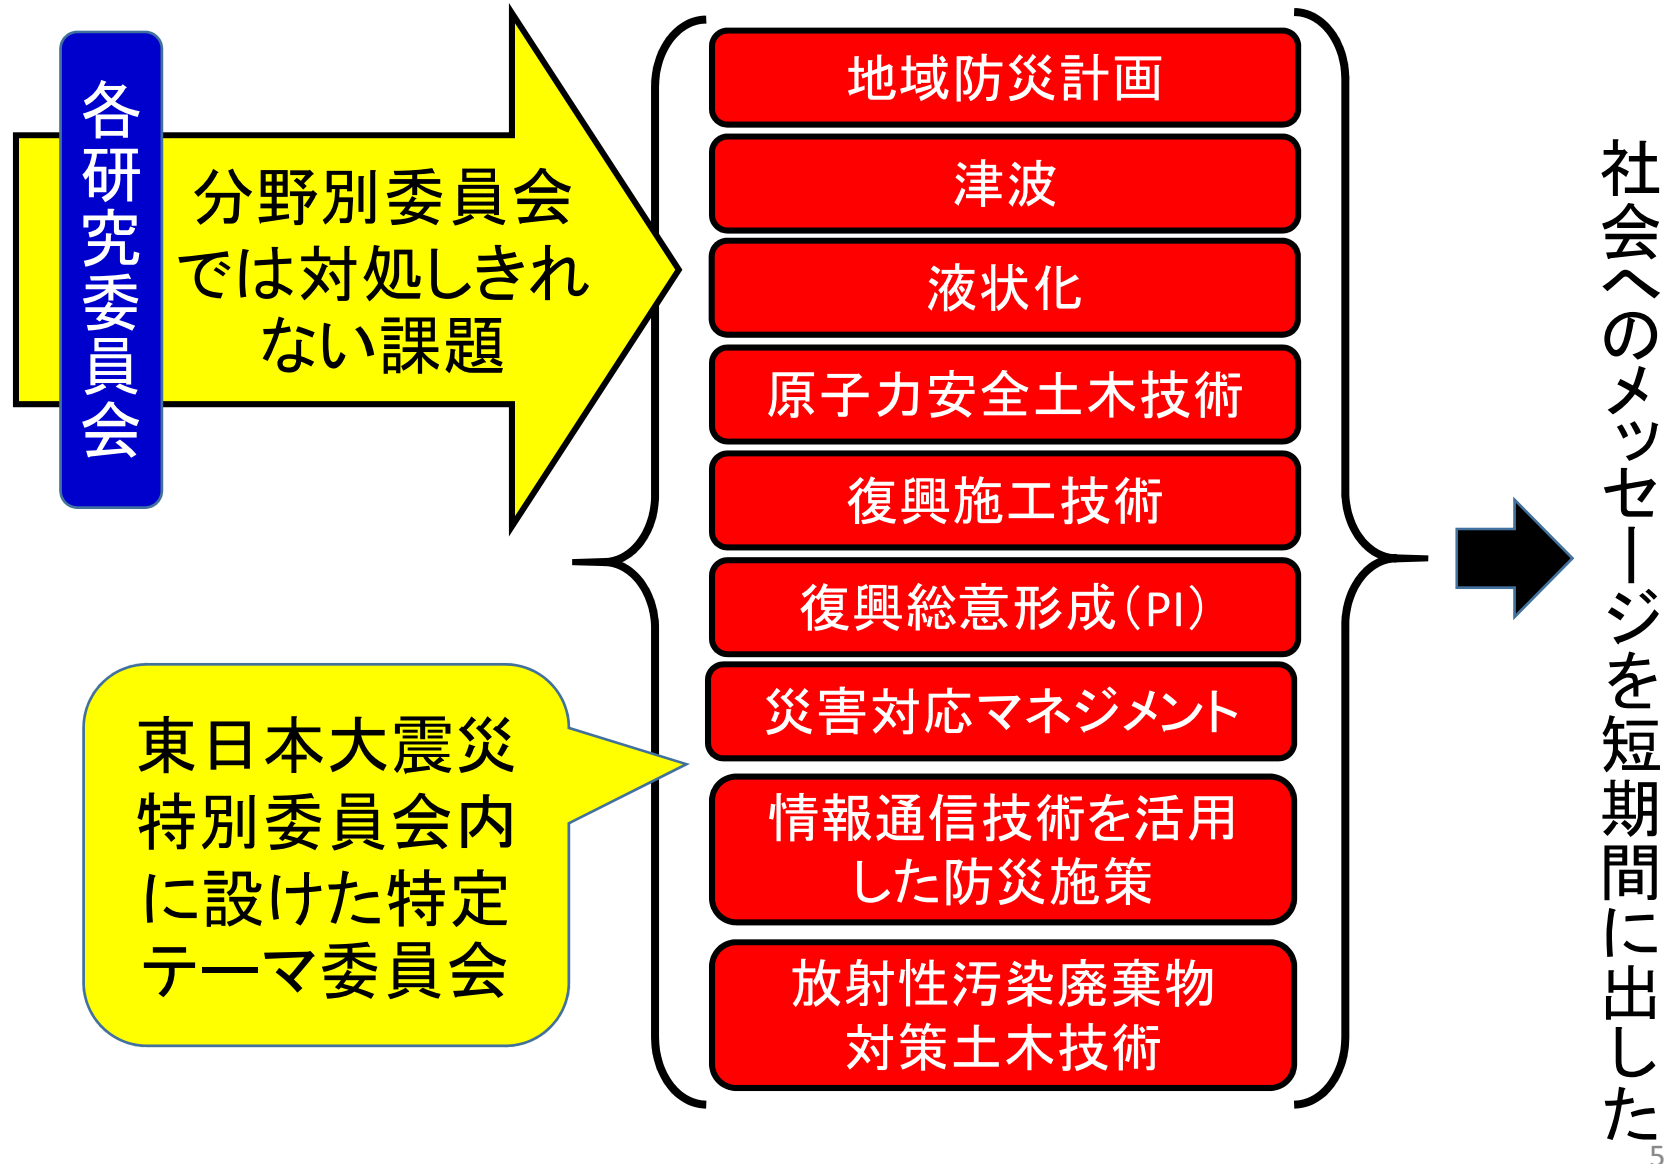 各研究委員会
分野別委員会
では対処しきれ
ない課題
東日本大震災
特別委員会内
に設けた特定
テーマ委員会
地域防災計画
津波
液状化
原子力安全土木技術
復興施工技術
復興総意形成（PI）
災害対応マネジメント
情報通信技術を活用
した防災施策
放射性汚染廃棄物
対策土木技術
社会へのメッセージを短期間に出した
5